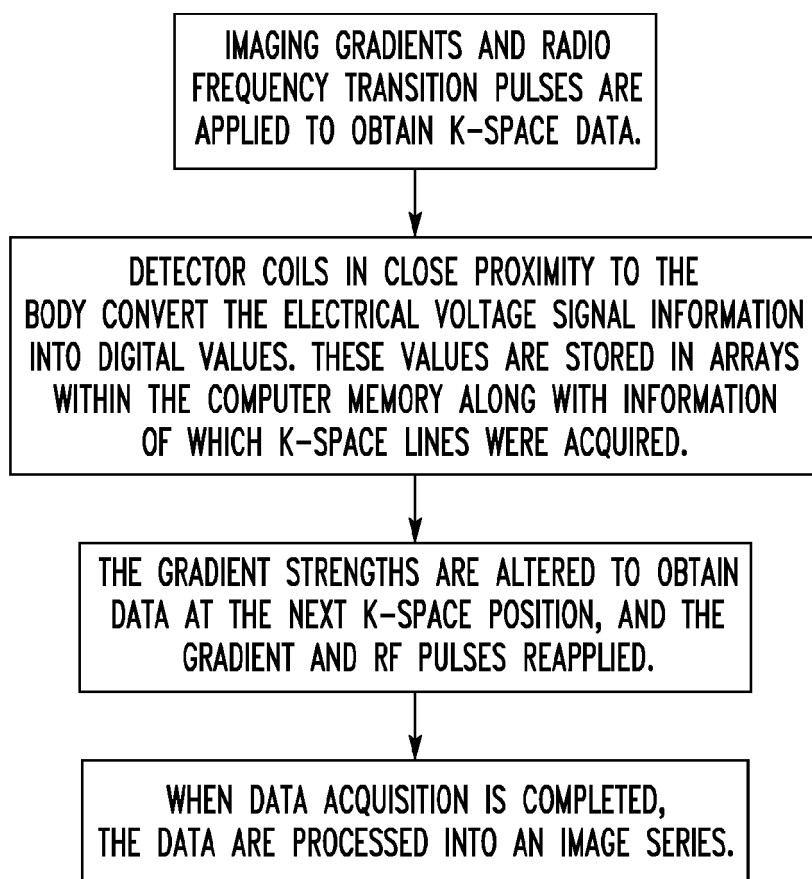 IMAGING GRADIENTS AND RADIO
FREQUENCY TRANSITION PULSES ARE
APPLIED TO OBTAIN K-SPACE DATA.
DETECTOR COILS IN CLOSE PROXIMITY TO THE
BODY CONVERT THE ELECTRICAL VOLTAGE SIGNAL INFORMATION
INTO DIGITAL VALUES. THESE VALUES ARE STORED IN ARRAYS
WITHIN THE COMPUTER MEMORY ALONG WITH INFORMATION
OF WHICH K-SPACE LINES WERE ACQUIRED.
THE GRADIENT STRENGTHS ARE ALTERED TO OBTAIN
DATA AT THE NEXT K-SPACE POSITION, AND THE
GRADIENT AND RF PULSES REAPPLIED.
WHEN DATA ACQUISITION IS COMPLETED,
THE DATA ARE PROCESSED INTO AN IMAGE SERIES.